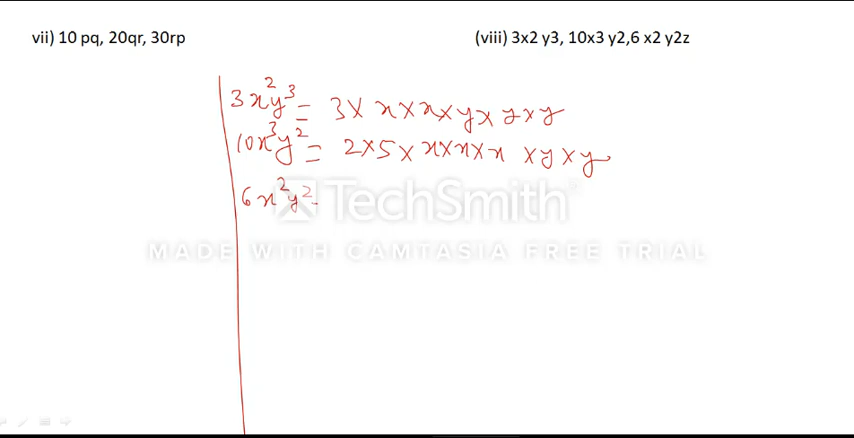 vii) 10 pq, 20qr, 30rp
(viii) 3x2 y3, 10x3 y2,6 x2 y2z
3x²y³ = 3 × x × x × y × y × y
10x³y² = 2 × 5 × x × x × x × y × y
6x²y²
TechSmith
MADE WITH CAMTASIA FREE TRIAL